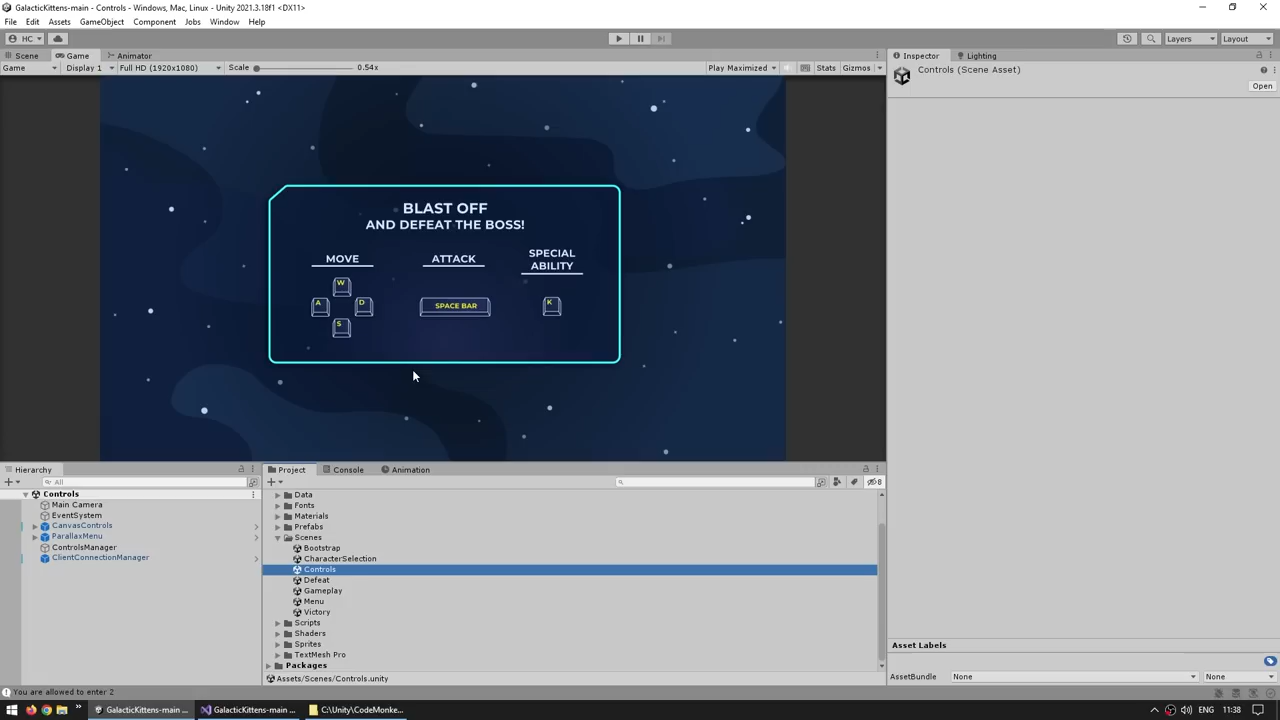 GalacticKittens-main - Controls - Windows, Mac, Linux - Unity 2021.3.18f1 <DX11>
File Edit Assets GameObject Component Jobs Window Help
HC Layers Layout
Scene Game Animator Inspector Lighting
Game Display 1 Full HD (1920x1080) Scale 0.54x Play Maximized Stats Gizmos
Controls (Scene Asset)
Open
BLAST OFF
AND DEFEAT THE BOSS!
MOVE ATTACK SPECIAL
ABILITY
W
A D SPACE BAR K
S
Hierarchy Project Console Animation
All 8
Controls
Main Camera
EventSystem
CanvasControls
ParallaxMenu
ControlsManager
ClientConnectionManager
Data
Fonts
Materials
Prefabs
Scenes
Bootstrap
CharacterSelection
Controls
Defeat
Gameplay
Menu
Victory
Scripts
Shaders
Sprites
TextMesh Pro
Packages
Assets/Scenes/Controls.unity
Asset Labels
AssetBundle None None
You are allowed to enter 2
GalacticKittens-main ... GalacticKittens-main ... C:\Unity\CodeMonke... ENG 11:38